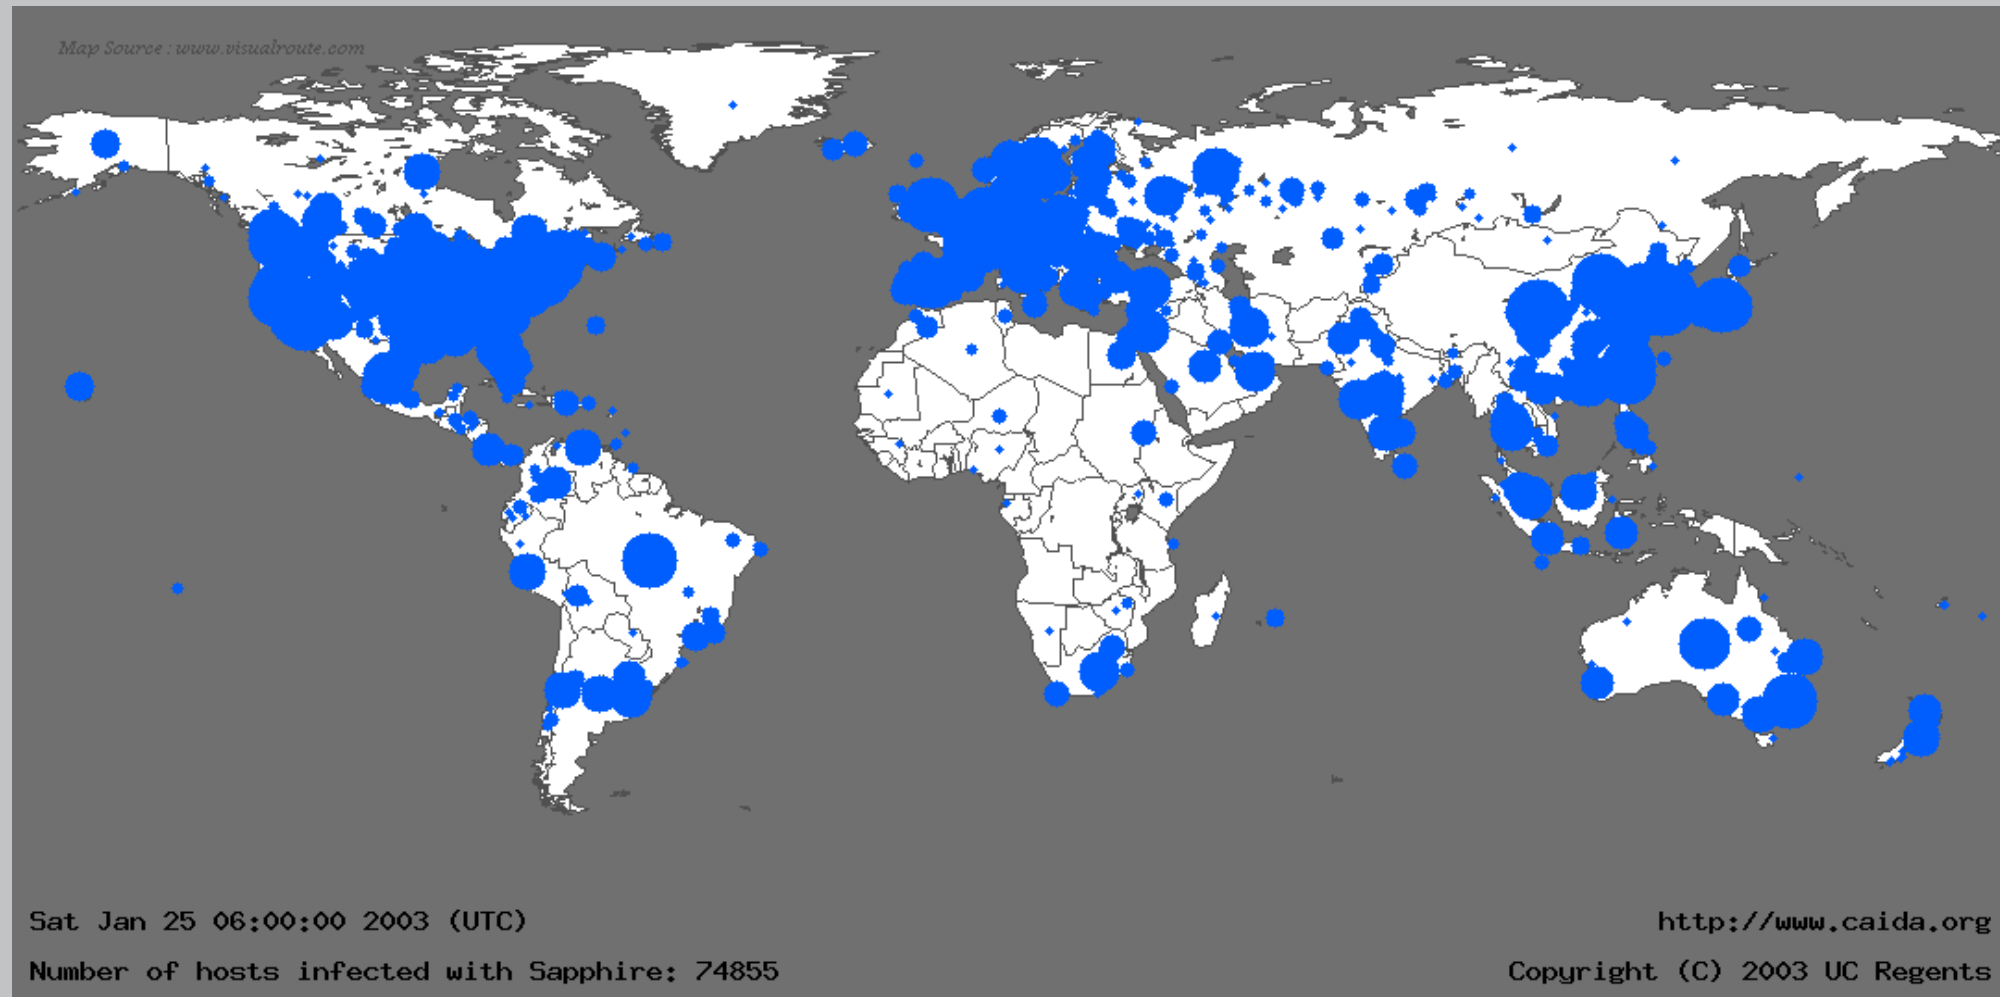 Map Source : www.visualroute.com
Sat Jan 25 06:00:00 2003 (UTC)
http://www.caida.org
Number of hosts infected with Sapphire: 74855
Copyright (C) 2003 UC Regents